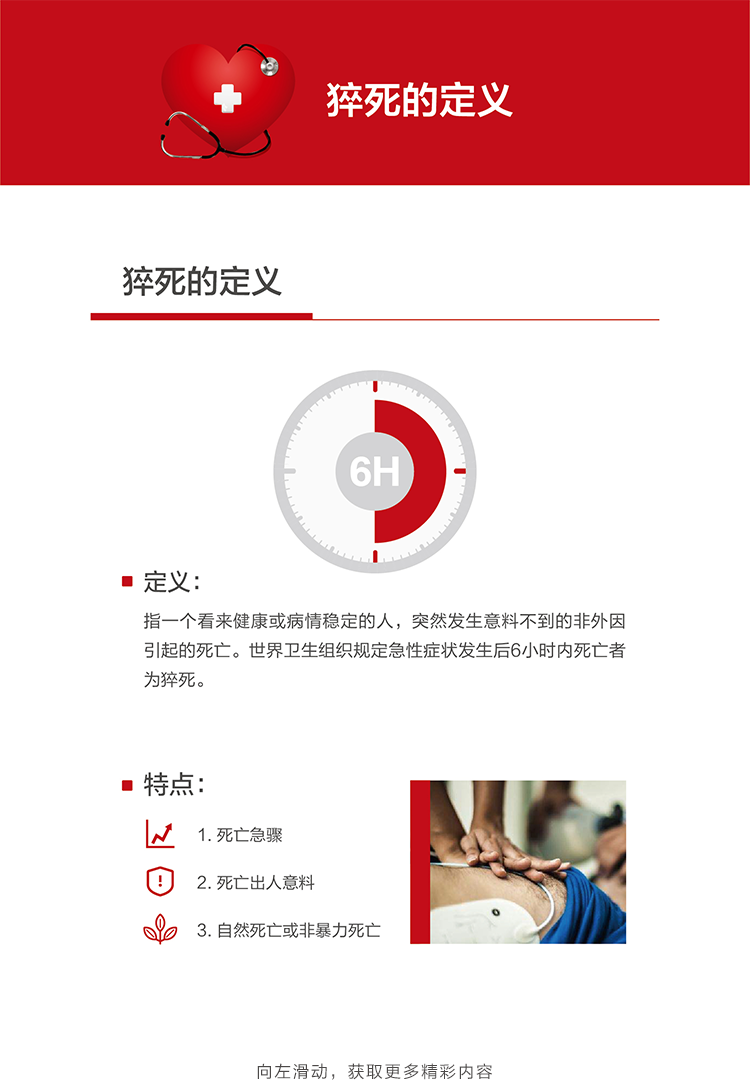 猝死的定义
猝死的定义
6H
定义：
指一个看来健康或病情稳定的人，突然发生意料不到的非外因
引起的死亡。世界卫生组织规定急性症状发生后6小时内死亡者
为猝死。
特点：
1. 死亡急骤
2. 死亡出人意料
3. 自然死亡或非暴力死亡
向左滑动，获取更多精彩内容